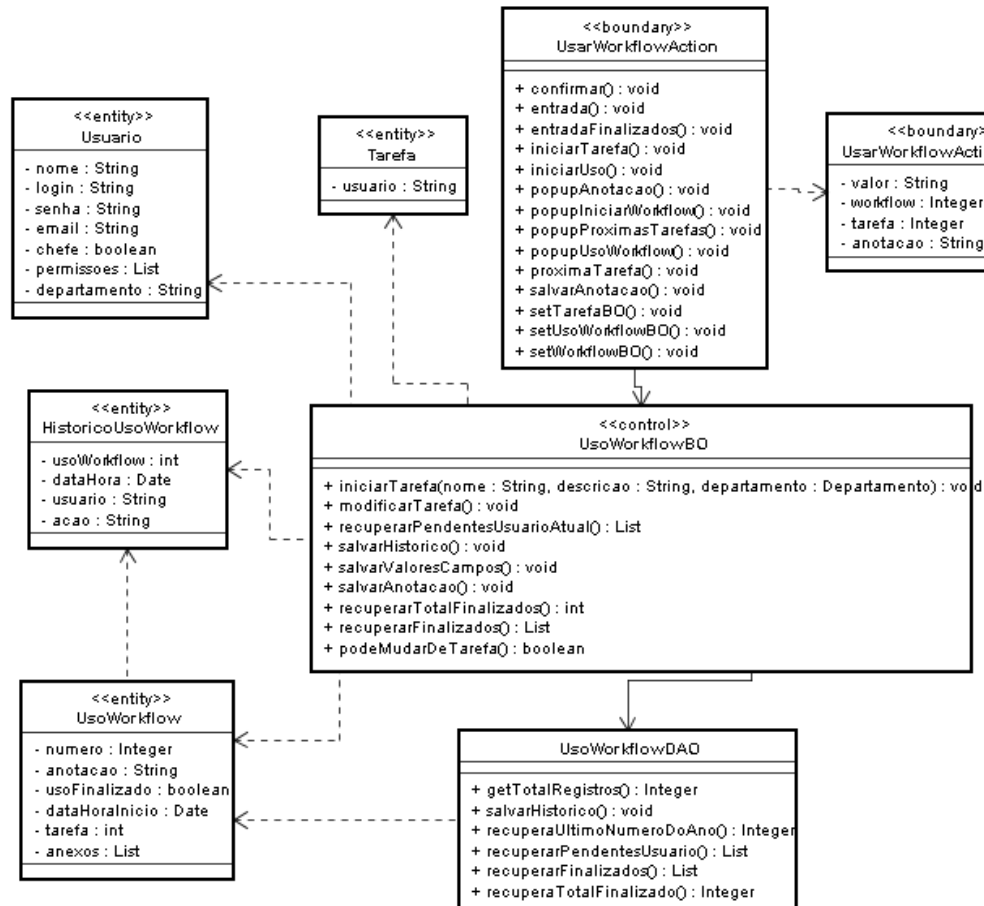 <<boundary>>
UsarWorkflowAction
+ confirmar() : void
+ entrada() : void
+ entradaFinalizados() : void
+ iniciarTarefa() : void
+ iniciarUso() : void
+ popupAnotacao() : void
+ popupIniciarWorkflow() : void
+ popupProximasTarefas() : void
+ popupUsoWorkflow() : void
+ proximaTarefa() : void
+ salvarAnotacao() : void
+ setTarefaBO() : void
+ setUsoWorkflowBO() : void
+ setWorkflowBO() : void
<<entity>>
Usuario
- nome : String
- login : String
- senha : String
- email : String
- chefe : boolean
- permissoes : List
- departamento : String
<<entity>>
Tarefa
- usuario : String
<<boundary>
UsarWorkflowActi
- valor : String
- workflow : Integer
- tarefa : Integer
- anotacao : String
<<entity>>
HistoricoUsoWorkflow
- usoWorkflow : int
- dataHora : Date
- usuario : String
- acao : String
<<control>>
UsoWorkflowBO
+ iniciarTarefa(nome : String, descricao : String, departamento : Departamento) : void
+ modificarTarefa() : void
+ recuperarPendentesUsuarioAtual() : List
+ salvarHistorico() : void
+ salvarValoresCampos() : void
+ salvarAnotacao() : void
+ recuperarTotalFinalizados() : int
+ recuperarFinalizados() : List
+ podeMudarDeTarefa() : boolean
<<entity>>
UsoWorkflow
- numero : Integer
- anotacao : String
- usoFinalizado : boolean
- dataHoraInicio : Date
- tarefa : int
- anexos : List
UsoWorkflowDAO
+ getTotalRegistros() : Integer
+ salvarHistorico() : void
+ recuperaUltimoNumeroDoAno() : Integer
+ recuperarPendentesUsuario() : List
+ recuperarFinalizados() : List
+ recuperaTotalFinalizado() : Integer